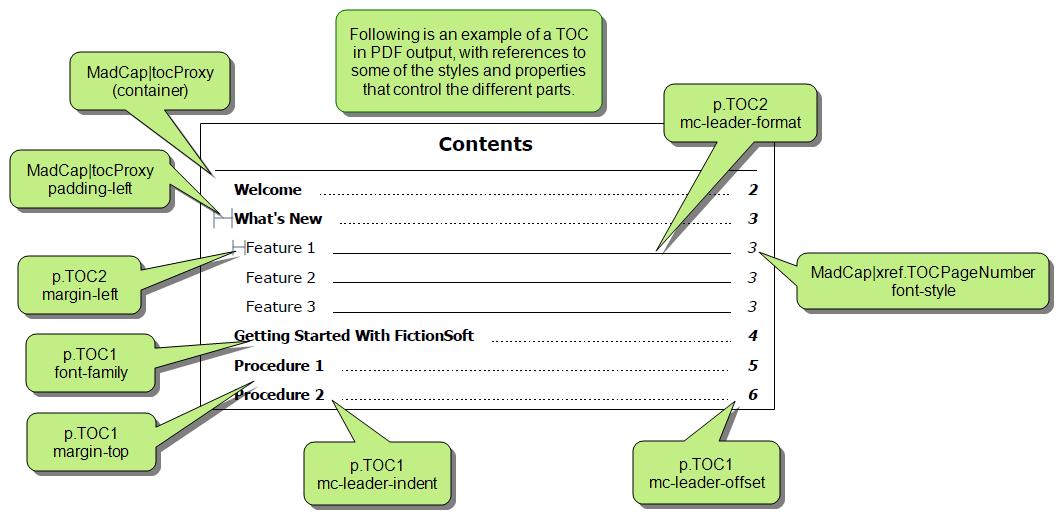 Following is an example of a TOC
in PDF output, with references to
some of the styles and properties
that control the different parts.
MadCap|tocProxy
(container)
p.TOC2
mc-leader-format
Contents
MadCap|tocProxy
padding-left
Welcome 2
What's New 3
Feature 1 3
p.TOC2
margin-left
MadCap|xref.TOCPageNumber
font-style
Feature 2 3
Feature 3 3
Getting Started With FictionSoft 4
p.TOC1
font-family
Procedure 1 5
Procedure 2 6
p.TOC1
margin-top
p.TOC1
mc-leader-indent
p.TOC1
mc-leader-offset